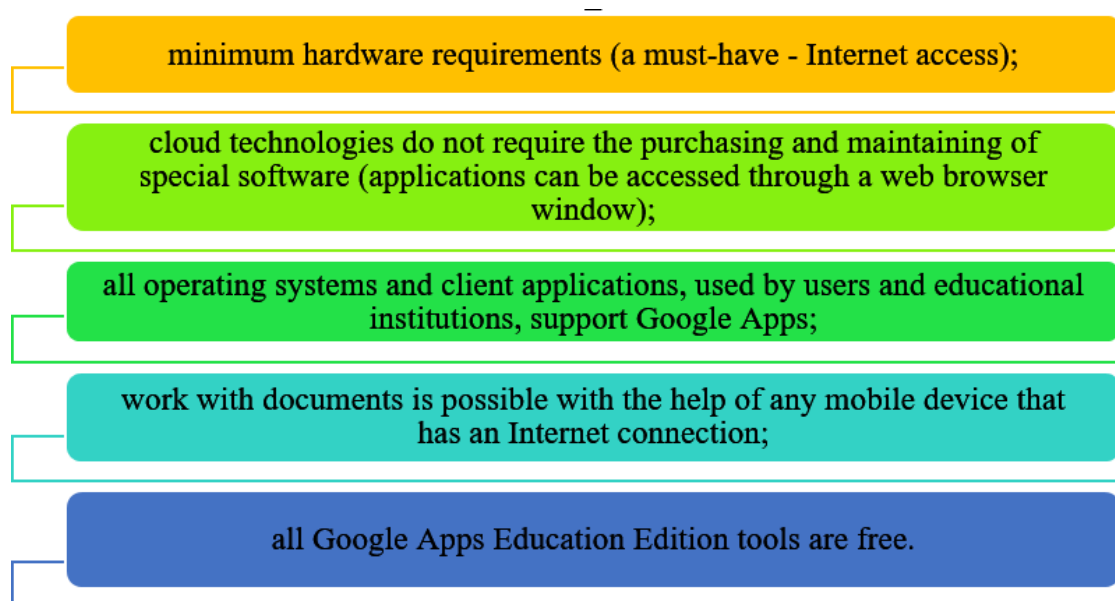 minimum hardware requirements (a must-have - Internet access);
cloud technologies do not require the purchasing and maintaining of
special software (applications can be accessed through a web browser
window);
all operating systems and client applications, used by users and educational
institutions, support Google Apps;
work with documents is possible with the help of any mobile device that
has an Internet connection;
all Google Apps Education Edition tools are free.